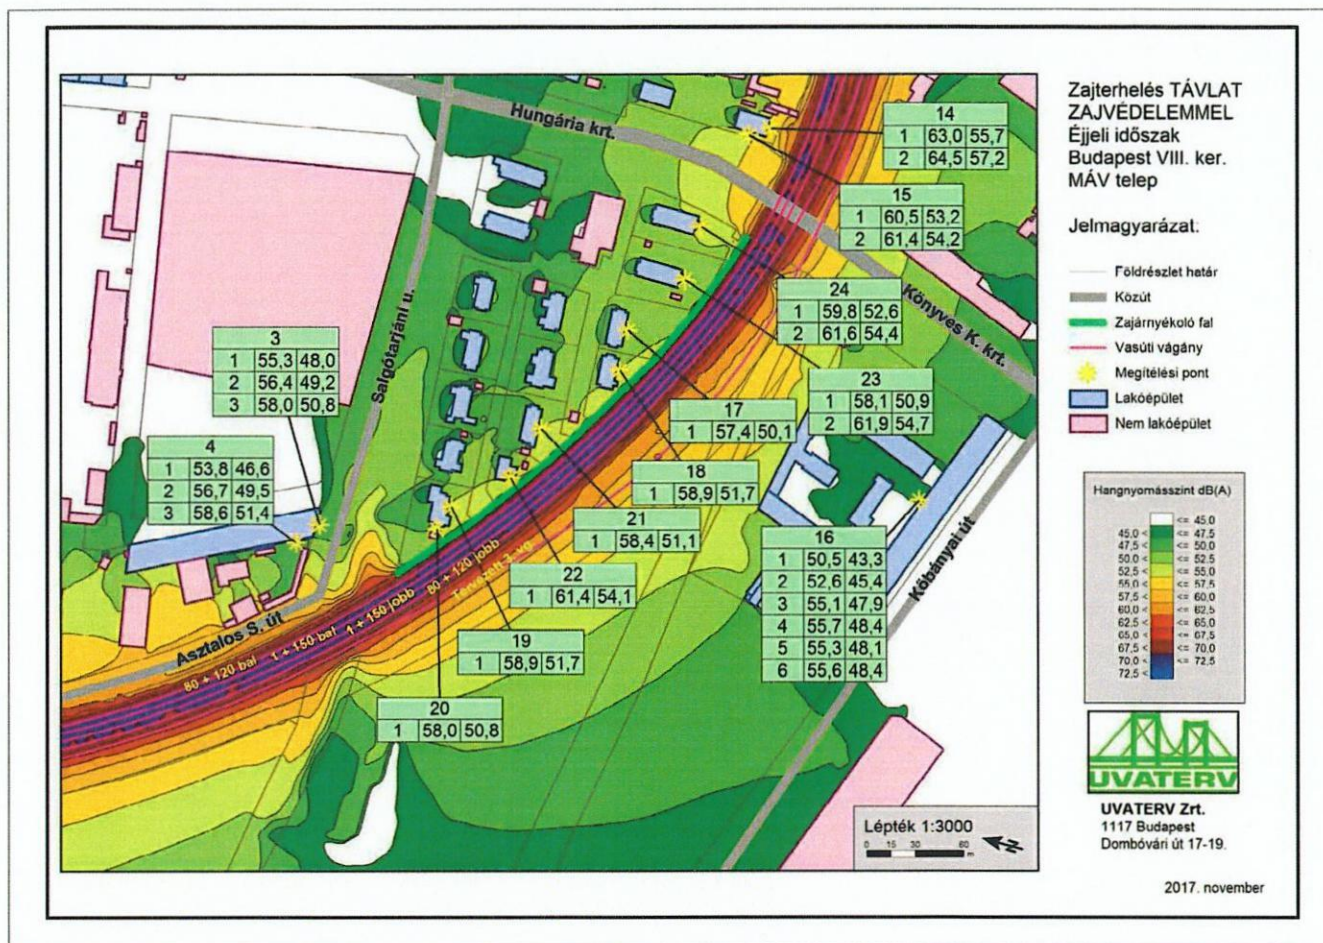 Zajterhelés TÁVLAT
ZAJVÉDELEMMEL
Éjjeli időszak
Budapest VIII. ker.
MÁV telep
Jelmagyarázat:
Földrészlet határ
Közút
Zajárnyékoló fal
Vasúti vágány
Megítélési pont
Lakóépület
Nem lakóépület
Hangnyomásszint dB(A)
<= 45,0
45,0 < <= 47,5
47,5 < <= 50,0
50,0 < <= 52,5
52,5 < <= 55,0
55,0 < <= 57,5
57,5 < <= 60,0
60,0 < <= 62,5
62,5 < <= 65,0
65,0 < <= 67,5
67,5 < <= 70,0
70,0 < <= 72,5
72,5 <
UVATERV
UVATERV Zrt.
1117 Budapest
Dombóvári út 17-19.
2017. november
Hungária krt.
Könyves K. krt.
Salgótarjáni u.
Kőbányai út
Asztalos S. út
80 + 120 bal
1 + 150 bal
1 + 150 jobb
80 + 120 jobb
Tervezett 3. vg.
14
1 63,0 55,7
2 64,5 57,2
15
1 60,5 53,2
2 61,4 54,2
24
1 59,8 52,6
2 61,6 54,4
23
1 58,1 50,9
2 61,9 54,7
3
1 55,3 48,0
2 56,4 49,2
3 58,0 50,8
4
1 53,8 46,6
2 56,7 49,5
3 58,6 51,4
17
1 57,4 50,1
18
1 58,9 51,7
21
1 58,4 51,1
22
1 61,4 54,1
19
1 58,9 51,7
20
1 58,0 50,8
16
1 50,5 43,3
2 52,6 45,4
3 55,1 47,9
4 55,7 48,4
5 55,3 48,1
6 55,6 48,4
Lépték 1:3000
0 15 30 60
m